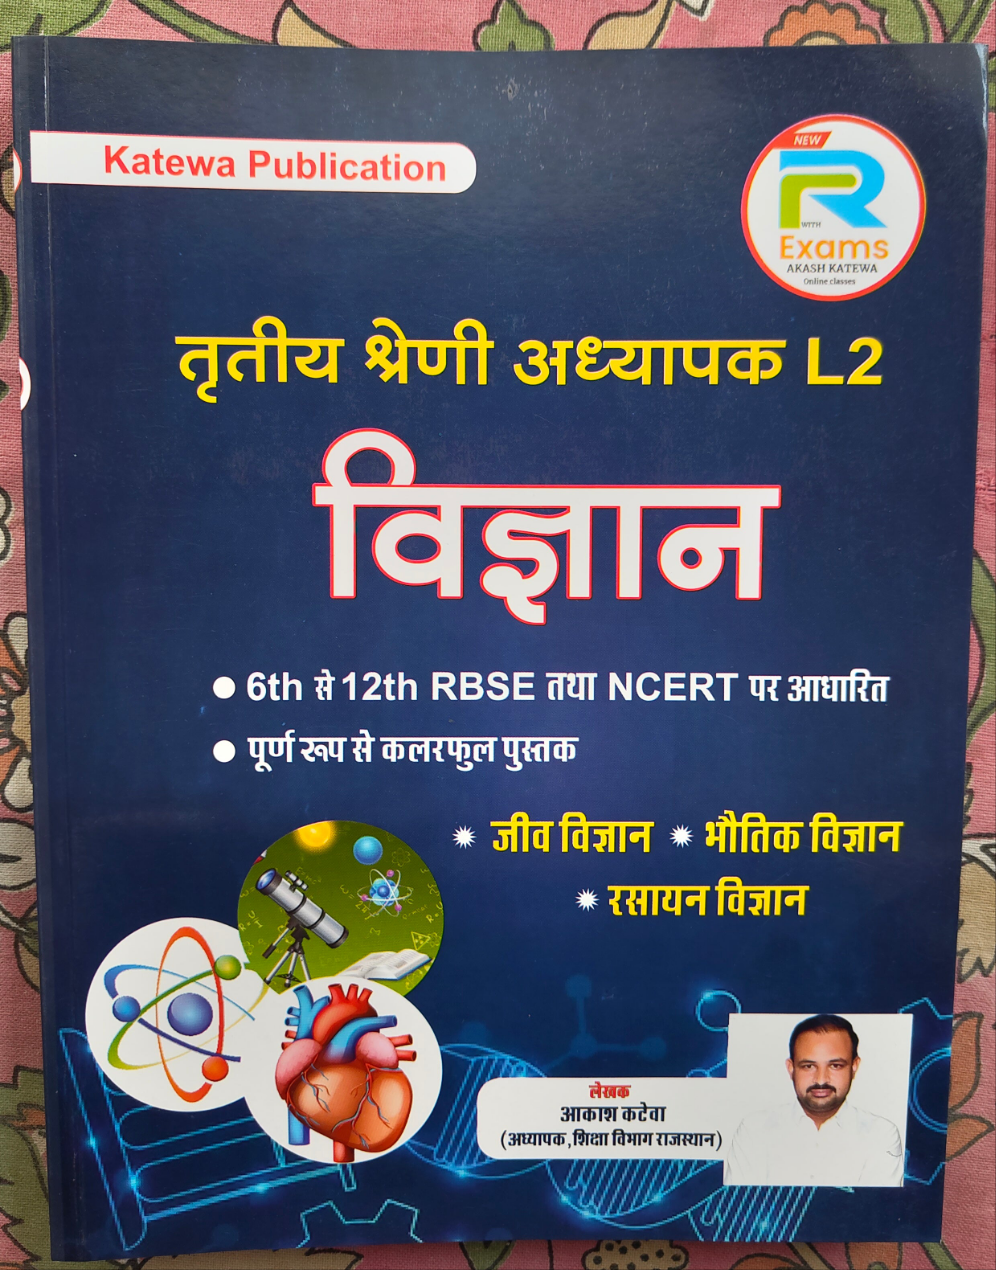 Katewa Publication
NEW
R
WITH
Exams
AKASH KATEWA
Online classes
तृतीय श्रेणी अध्यापक L2
विज्ञान
● 6th से 12th RBSE तथा NCERT पर आधारित
● पूर्ण रूप से कलरफुल पुस्तक
जीव विज्ञान भौतिक विज्ञान
रसायन विज्ञान
लेखक
आकाश कटेवा
(अध्यापक, शिक्षा विभाग राजस्थान)